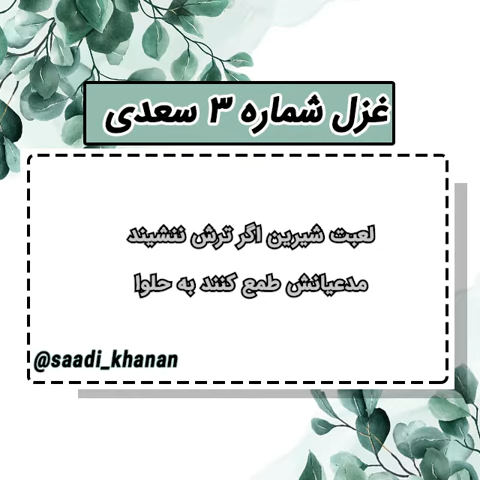 غزل شماره ۳ سعدی
لعبت شیرین اگر ترش ننشیند
مدعیانش طمع کنند به حلوا
@saadi_khanan